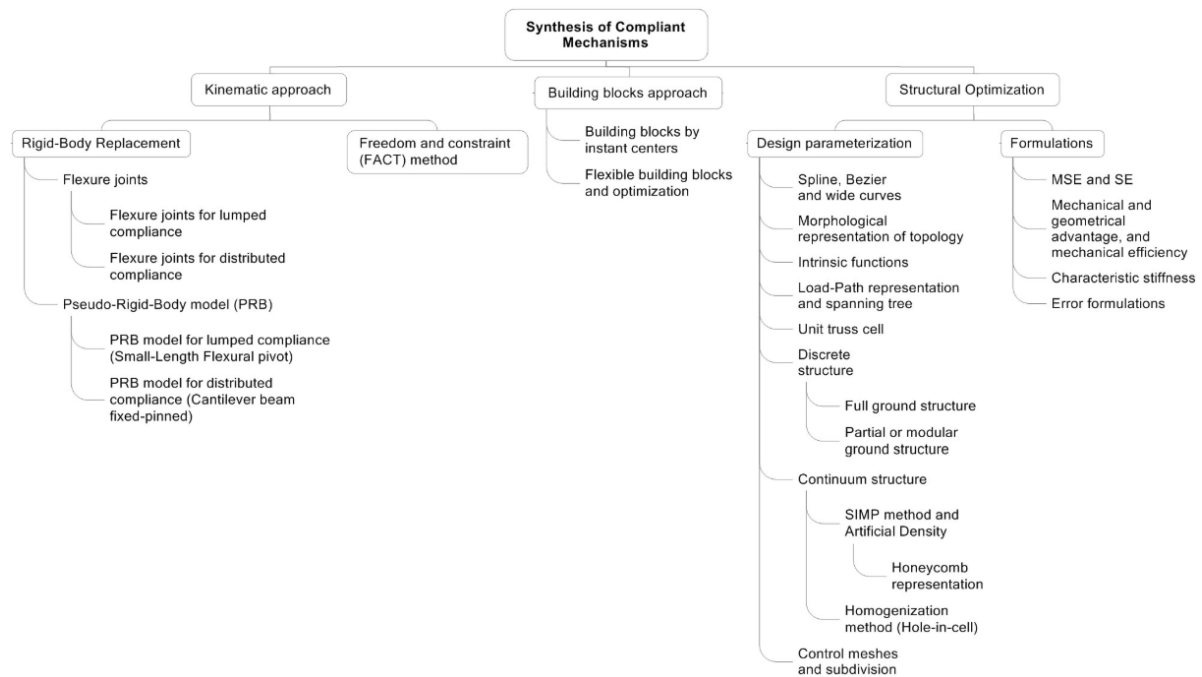 Synthesis of Compliant
Mechanisms
Kinematic approach
Building blocks approach
Structural Optimization
Rigid-Body Replacement
Flexure joints
Flexure joints for lumped
compliance
Flexure joints for distributed
compliance
Pseudo-Rigid-Body model (PRB)
PRB model for lumped compliance
(Small-Length Flexural pivot)
PRB model for distributed
compliance (Cantilever beam
fixed-pinned)
Freedom and constraint
(FACT) method
Building blocks by
instant centers
Flexible building blocks
and optimization
Design parameterization
Spline, Bezier
and wide curves
Morphological
representation of topology
Intrinsic functions
Load-Path representation
and spanning tree
Unit truss cell
Discrete
structure
Full ground structure
Partial or modular
ground structure
Continuum structure
SIMP method and
Artificial Density
Honeycomb
representation
Homogenization
method (Hole-in-cell)
Control meshes
and subdivision
Formulations
MSE and SE
Mechanical and
geometrical
advantage, and
mechanical efficiency
Characteristic stiffness
Error formulations